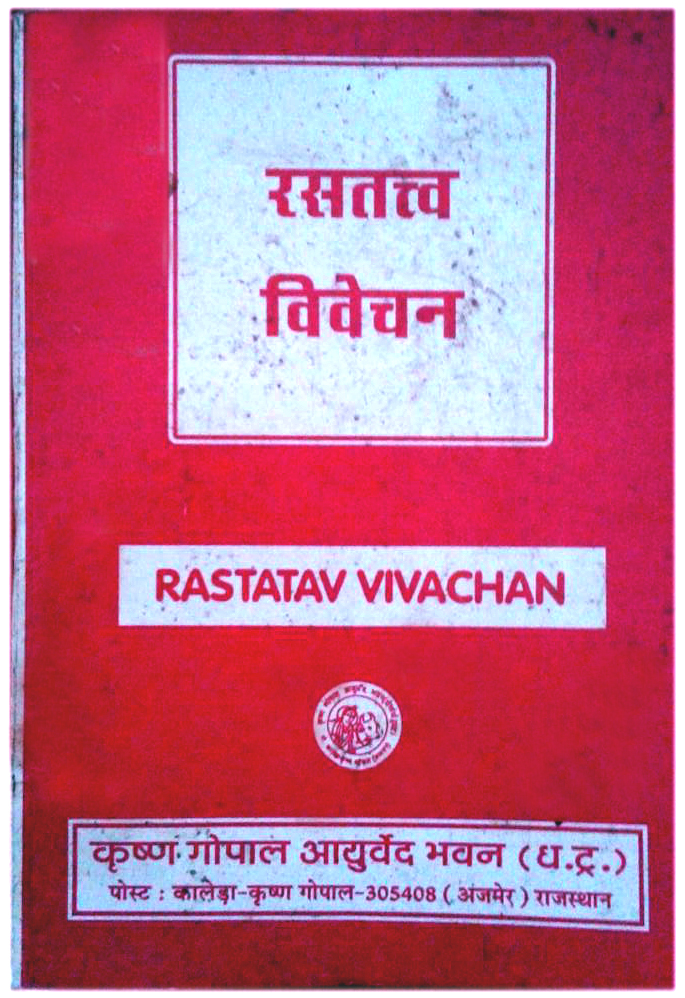 रसतत्त्व
विवेचन
RASTATAV VIVACHAN
कृष्ण गोपाल आयुर्वेद भवन (ध.ट्र.)
पोस्ट : कालेड़ा-कृष्ण गोपाल-305408 (अजमेर) राजस्थान